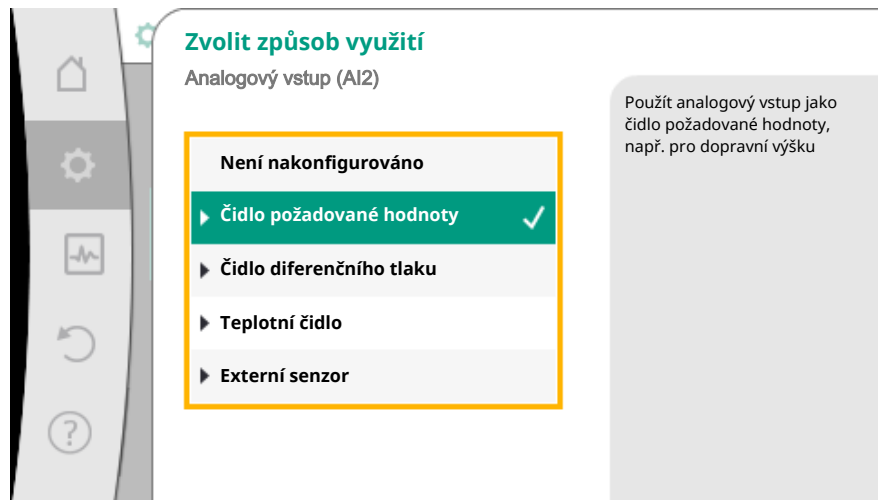 Zvolit způsob využití
Analogový vstup (AI2)
Není nakonfigurováno
Čidlo požadované hodnoty
Čidlo diferenčního tlaku
Teplotní čidlo
Externí senzor
Použít analogový vstup jako
čidlo požadované hodnoty,
např. pro dopravní výšku